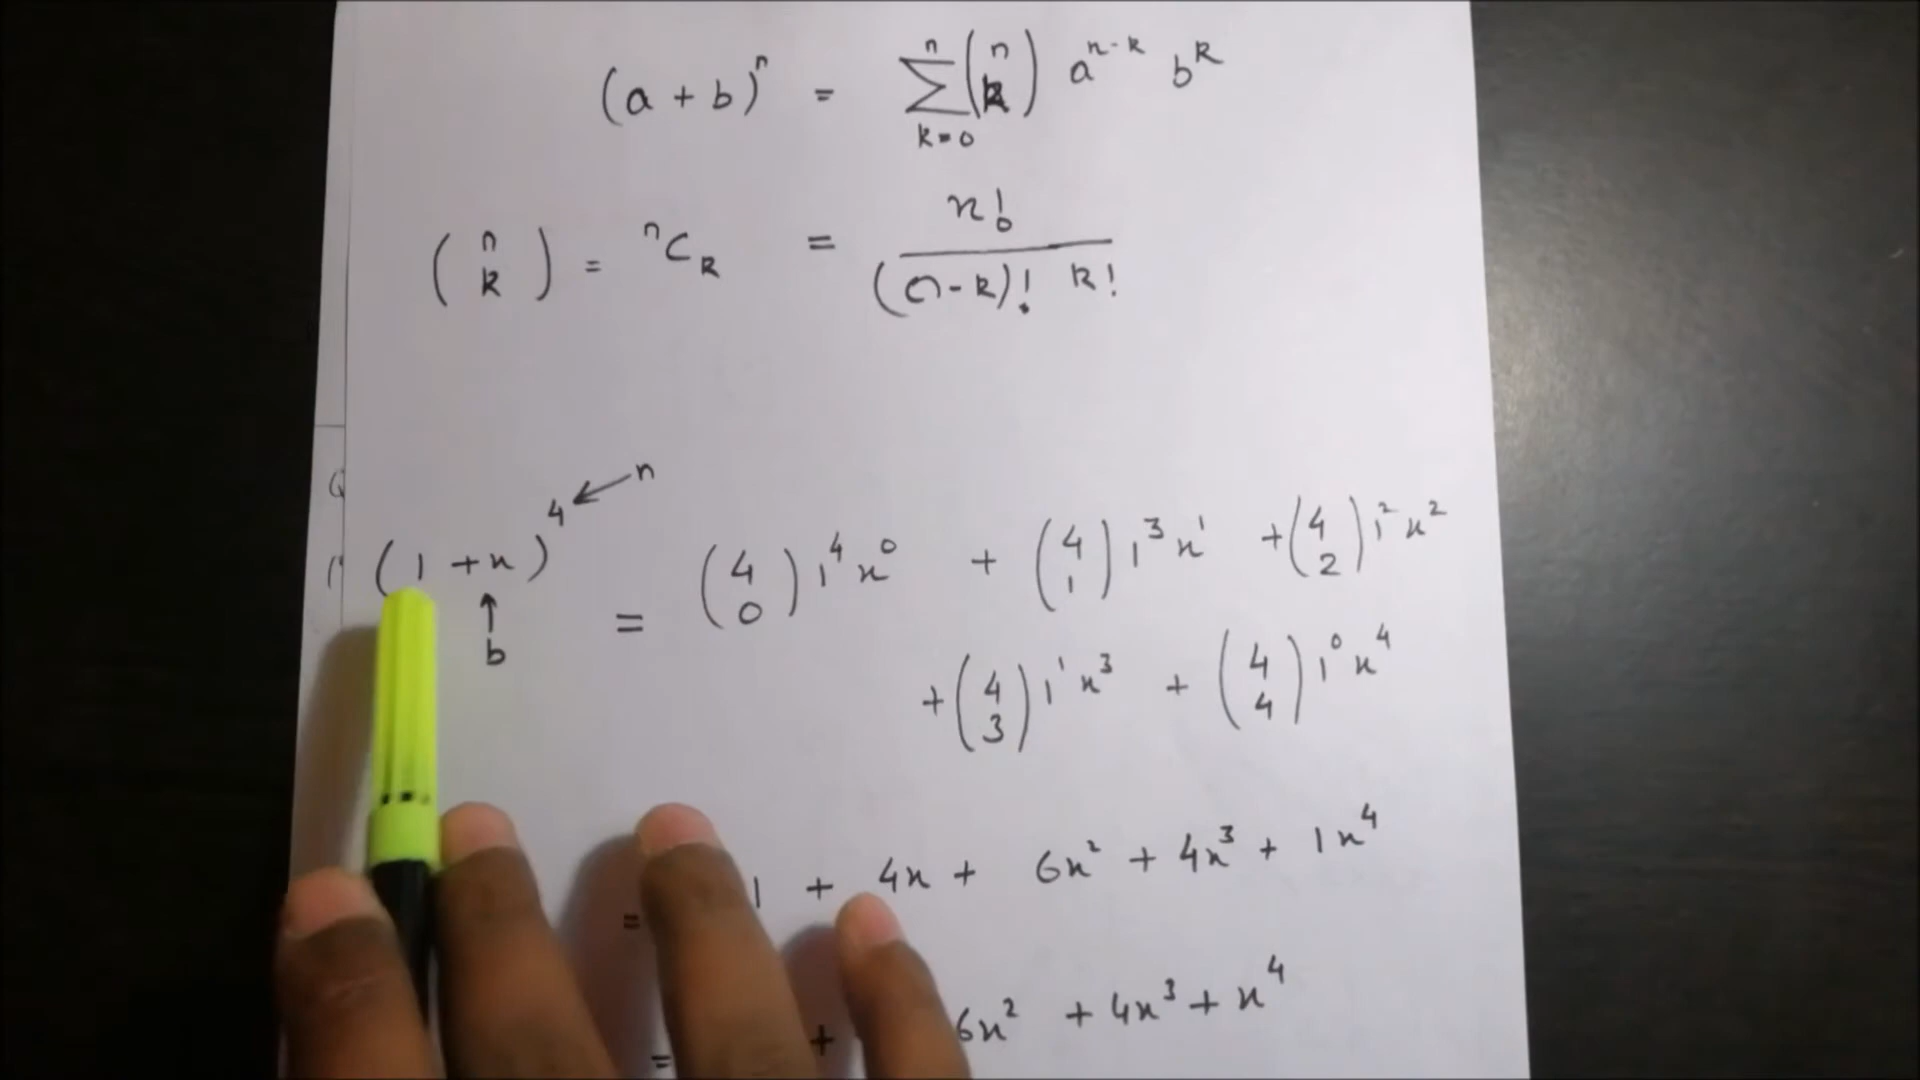 (a + b)^n = Σ_{k=0}^{n} (n k) a^{n-k} b^k
(n k) = ^nC_k = n! / (n-k)! k!
(1 + x)^4 ← n
↑
b
= (4 0) 1^4 x^0 + (4 1) 1^3 x^1 + (4 2) 1^2 x^2
+ (4 3) 1^1 x^3 + (4 4) 1^0 x^4
= 1 + 4x + 6x^2 + 4x^3 + 1x^4
= + 6x^2 + 4x^3 + x^4